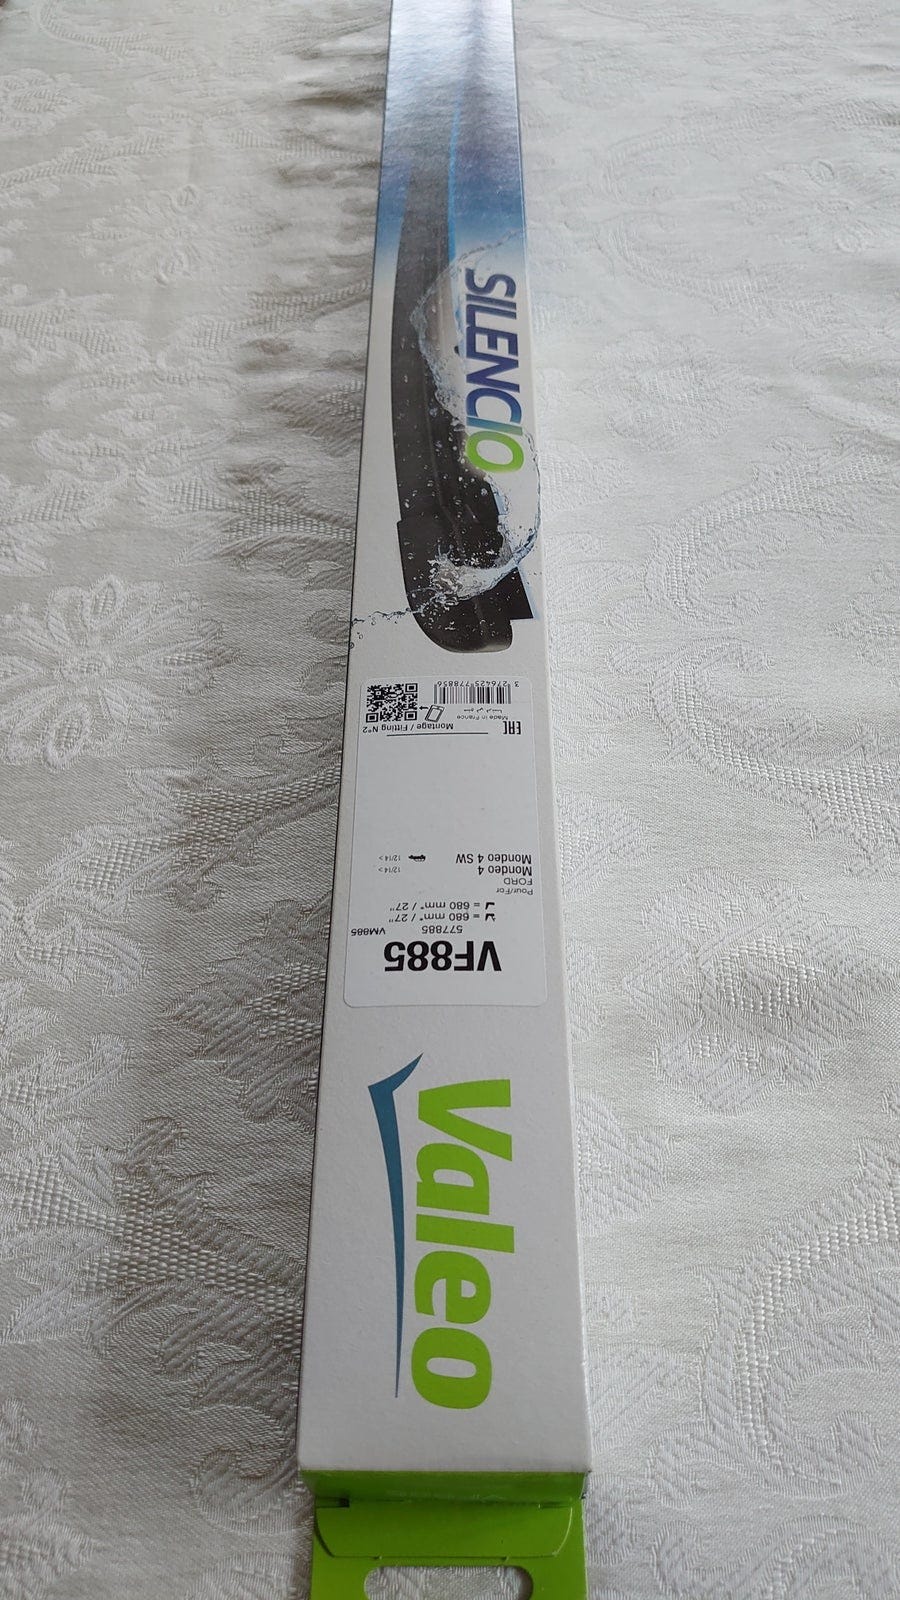 Valeo
VF885
577885 VM885
= 680 mm* / 27"
= 680 mm* / 27"
Pour/For
FORD
Mondeo 4 12/14 >
Mondeo 4 SW 12/14 >
EAC
Montage / Fitting N°2
Made in France
3 276425 778856
SILENCIO